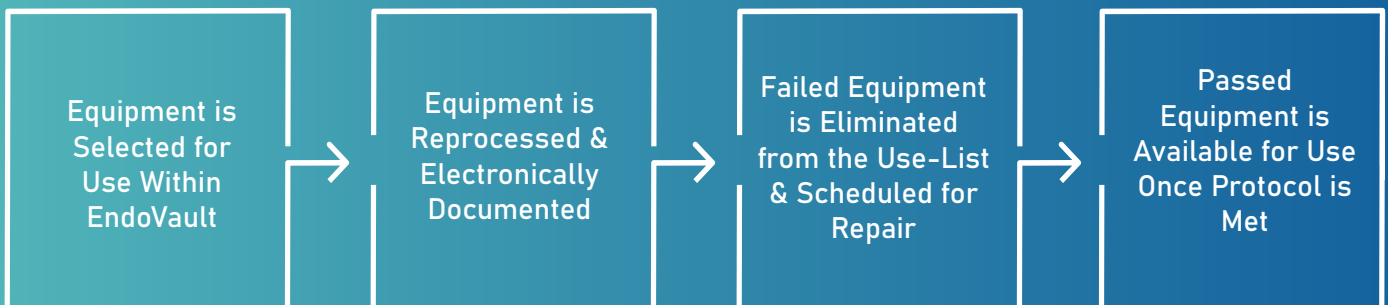 Equipment is
Selected for
Use Within
EndoVault
Equipment is
Reprocessed &
Electronically
Documented
Failed Equipment
is Eliminated
from the Use-List
& Scheduled for
Repair
Passed
Equipment is
Available for Use
Once Protocol is
Met